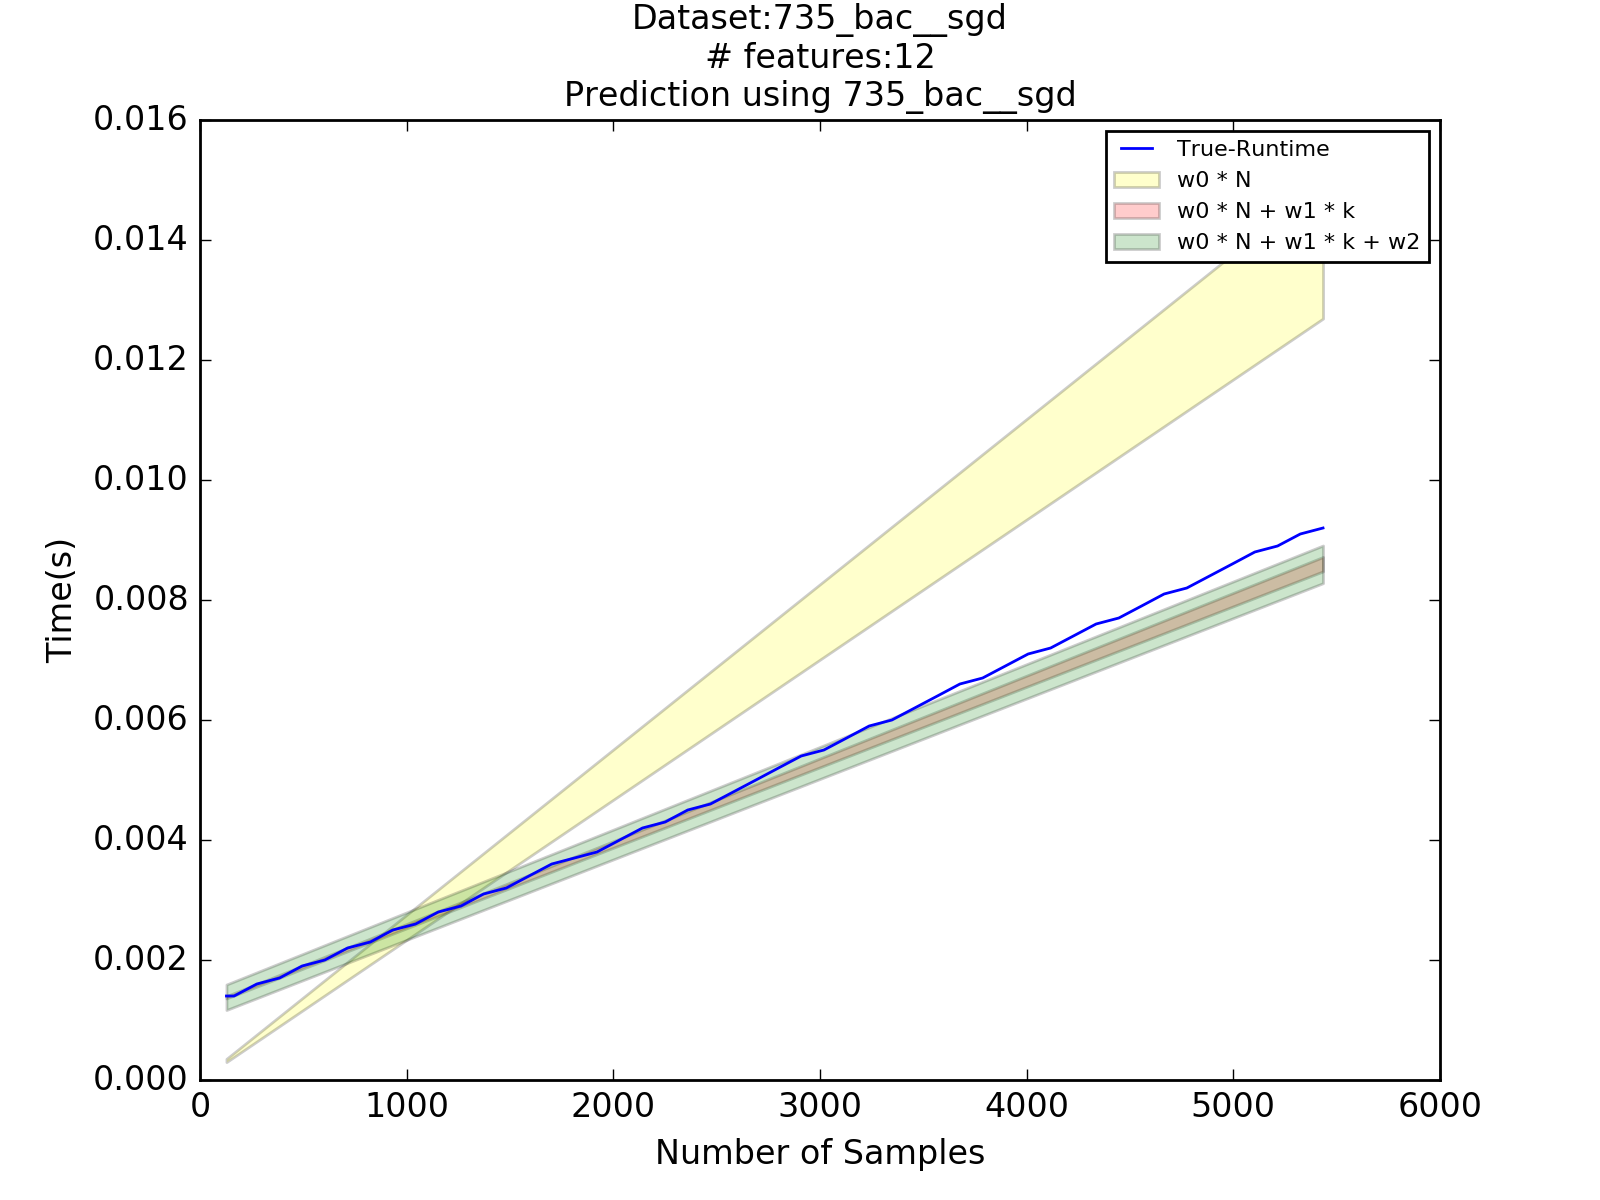 Dataset:735_bac__sgd
# features:12
Prediction using 735_bac__sgd
0.016
0.014
0.012
0.010
0.008
0.006
0.004
0.002
0.000
Time(s)
True-Runtime
w0 * N
w0 * N + w1 * k
w0 * N + w1 * k + w2
0 1000 2000 3000 4000 5000 6000
Number of Samples